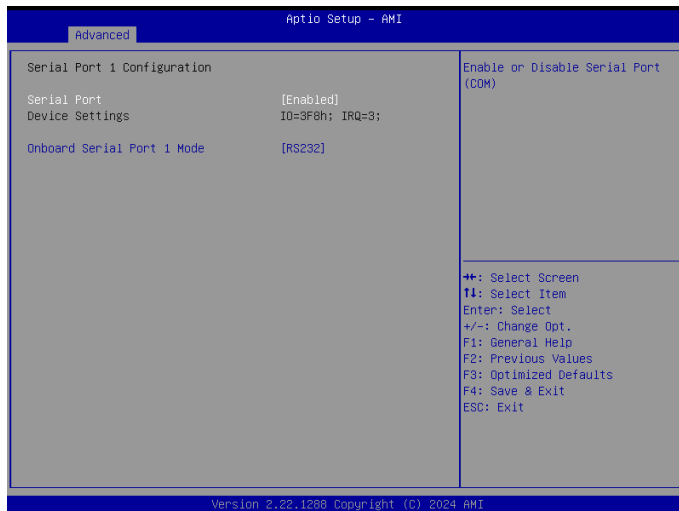 Aptio Setup – AMI
Advanced
Serial Port 1 Configuration
Serial Port [Enabled]
Device Settings IO=3F8h; IRQ=3;
Onboard Serial Port 1 Mode [RS232]
Enable or Disable Serial Port
(COM)
→←: Select Screen
↑↓: Select Item
Enter: Select
+/-: Change Opt.
F1: General Help
F2: Previous Values
F3: Optimized Defaults
F4: Save & Exit
ESC: Exit
Version 2.22.1288 Copyright (C) 2024 AMI